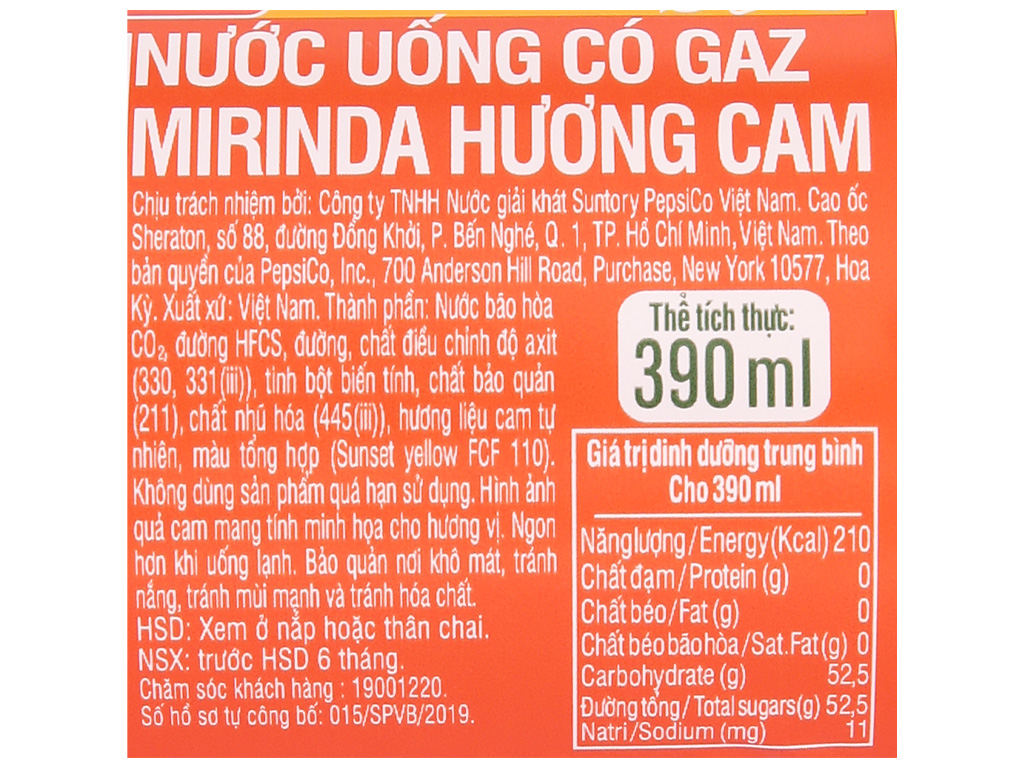 NƯỚC UỐNG CÓ GAZ
MIRINDA HƯƠNG CAM
Chịu trách nhiệm bởi: Công ty TNHH Nước giải khát Suntory PepsiCo Việt Nam. Cao ốc
Sheraton, số 88, đường Đồng Khởi, P. Bến Nghé, Q. 1, TP. Hồ Chí Minh, Việt Nam. Theo
bản quyền của PepsiCo, Inc., 700 Anderson Hill Road, Purchase, New York 10577, Hoa
Kỳ. Xuất xứ: Việt Nam. Thành phần: Nước bão hòa
CO₂, đường HFCS, đường, chất điều chỉnh độ axit
(330, 331(iii)), tinh bột biến tính, chất bảo quản
(211), chất nhũ hóa (445(iii)), hương liệu cam tự
nhiên, màu tổng hợp (Sunset yellow FCF 110).
Không dùng sản phẩm quá hạn sử dụng. Hình ảnh
quả cam mang tính minh họa cho hương vị. Ngon
hơn khi uống lạnh. Bảo quản nơi khô mát, tránh
nắng, tránh mùi mạnh và tránh hóa chất.
HSD: Xem ở nắp hoặc thân chai.
NSX: trước HSD 6 tháng.
Chăm sóc khách hàng : 19001220.
Số hồ sơ tự công bố: 015/SPVB/2019.
Thể tích thực:
390 ml
Giá trị dinh dưỡng trung bình
Cho 390 ml
Năng lượng/Energy (Kcal) 210
Chất đạm/Protein (g) 0
Chất béo/Fat (g) 0
Chất béo bão hòa/Sat.Fat (g) 0
Carbohydrate (g) 52,5
Đường tổng/Total sugars (g) 52,5
Natri/Sodium (mg) 11